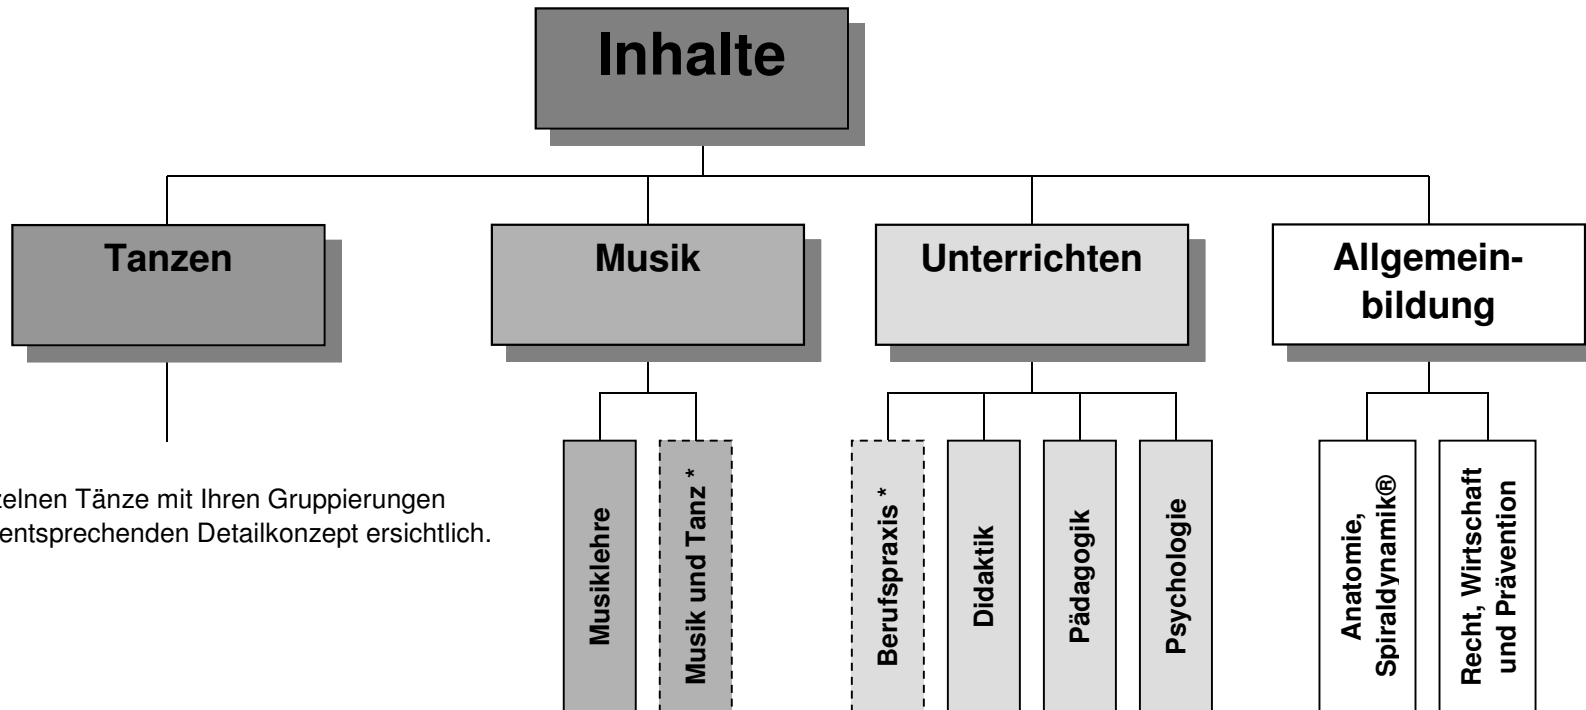 Inhalte
Tanzen
Musik
Unterrichten
Allgemein-
bildung
Tänze mit Ihren Gruppierungen
entsprechenden Detailkonzept ersichtlich.
Musiklehre
Musik und Tanz *
Berufspraxis *
Didaktik
Pädagogik
Psychologie
Anatomie,
Spiraldynamik®
Recht, Wirtschaft
und Prävention